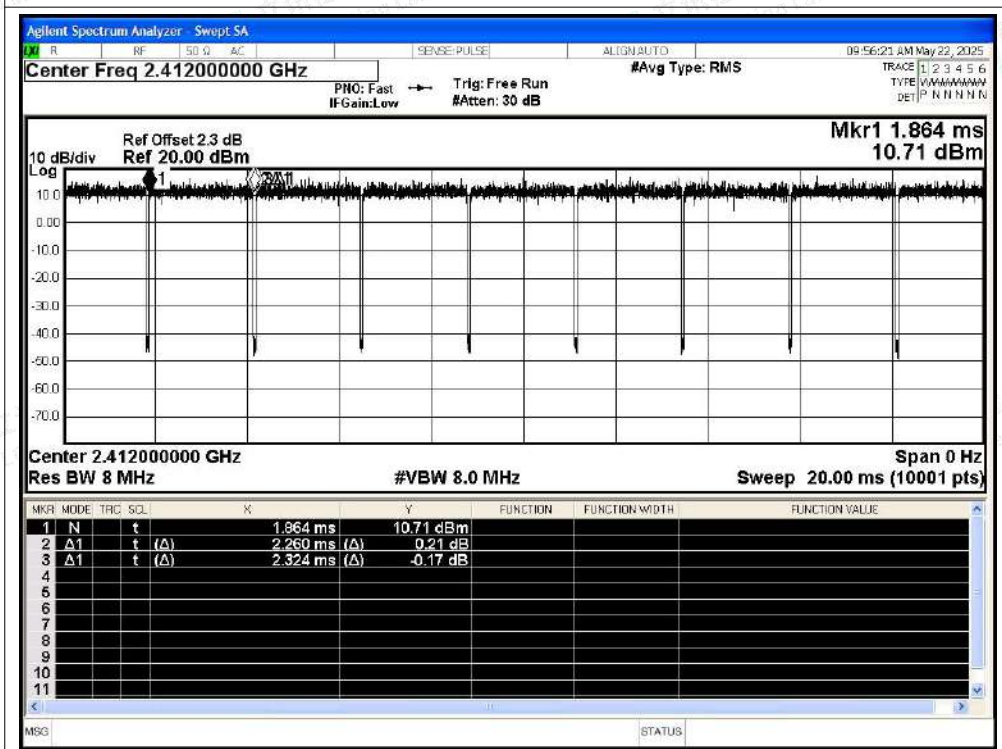 Agilent Spectrum Analyzer - Swept SA
LXI R RF 50 Ω AC SENSE:PULSE ALIGN AUTO 09:56:21 AM May 22, 2025
Center Freq 2.412000000 GHz #Avg Type: RMS TRACE 1 2 3 4 5 6
PNO: Fast Trig: Free Run TYPE WWWWWW
IFGain:Low #Atten: 30 dB DET P N N N N N
Mkr1 1.864 ms
Ref Offset 2.3 dB
10 dB/div Ref 20.00 dBm 10.71 dBm
Log
1 3Δ1
10.0
0.00
-10.0
-20.0
-30.0
-40.0
-50.0
-60.0
-70.0
Center 2.412000000 GHz Span 0 Hz
Res BW 8 MHz #VBW 8.0 MHz Sweep 20.00 ms (10001 pts)
MKR MODE TRC SCL X Y FUNCTION FUNCTION WIDTH FUNCTION VALUE
1 N t 1.864 ms 10.71 dBm
2 Δ1 t (Δ) 2.260 ms (Δ) 0.21 dB
3 Δ1 t (Δ) 2.324 ms (Δ) -0.17 dB
4
5
6
7
8
9
10
11
MSG STATUS